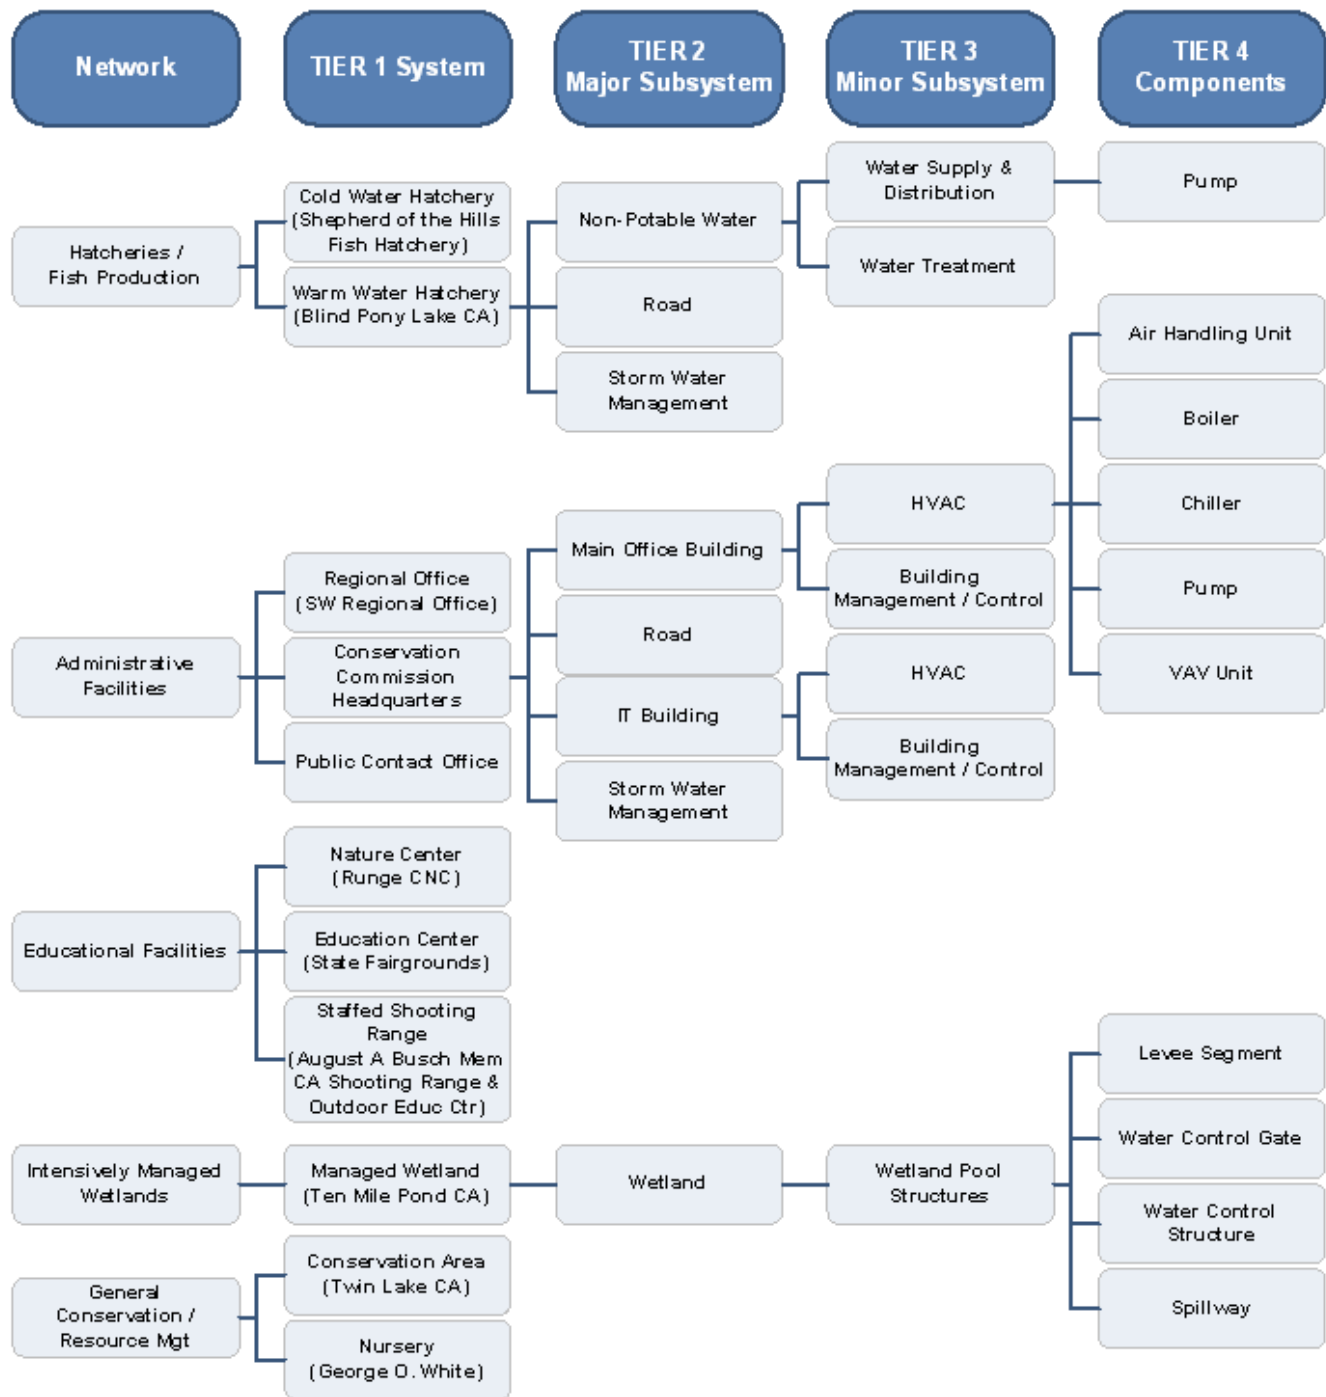 Network
TIER 1 System
TIER 2
Major Subsystem
TIER 3
Minor Subsystem
TIER 4
Components
Hatcheries /
Fish Production
Cold Water Hatchery
(Shepherd of the Hills
Fish Hatchery)
Warm Water Hatchery
(Blind Pony Lake CA)
Non-Potable Water
Road
Storm Water
Management
Water Supply &
Distribution
Water Treatment
Pump
Administrative
Facilities
Regional Office
(SW Regional Office)
Conservation
Commission
Headquarters
Public Contact Office
Main Office Building
Road
IT Building
Storm Water
Management
HVAC
Building
Management / Control
HVAC
Building
Management / Control
Air Handling Unit
Boiler
Chiller
Pump
VAV Unit
Educational Facilities
Nature Center
(Runge CNC)
Education Center
(State Fairgrounds)
Staffed Shooting
Range
(August A Busch Mem
CA Shooting Range &
Outdoor Educ Ctr)
Intensively Managed
Wetlands
Managed Wetland
(Ten Mile Pond CA)
Wetland
Wetland Pool
Structures
Levee Segment
Water Control Gate
Water Control
Structure
Spillway
General
Conservation /
Resource Mgt
Conservation Area
(Twin Lake CA)
Nursery
(George O. White)